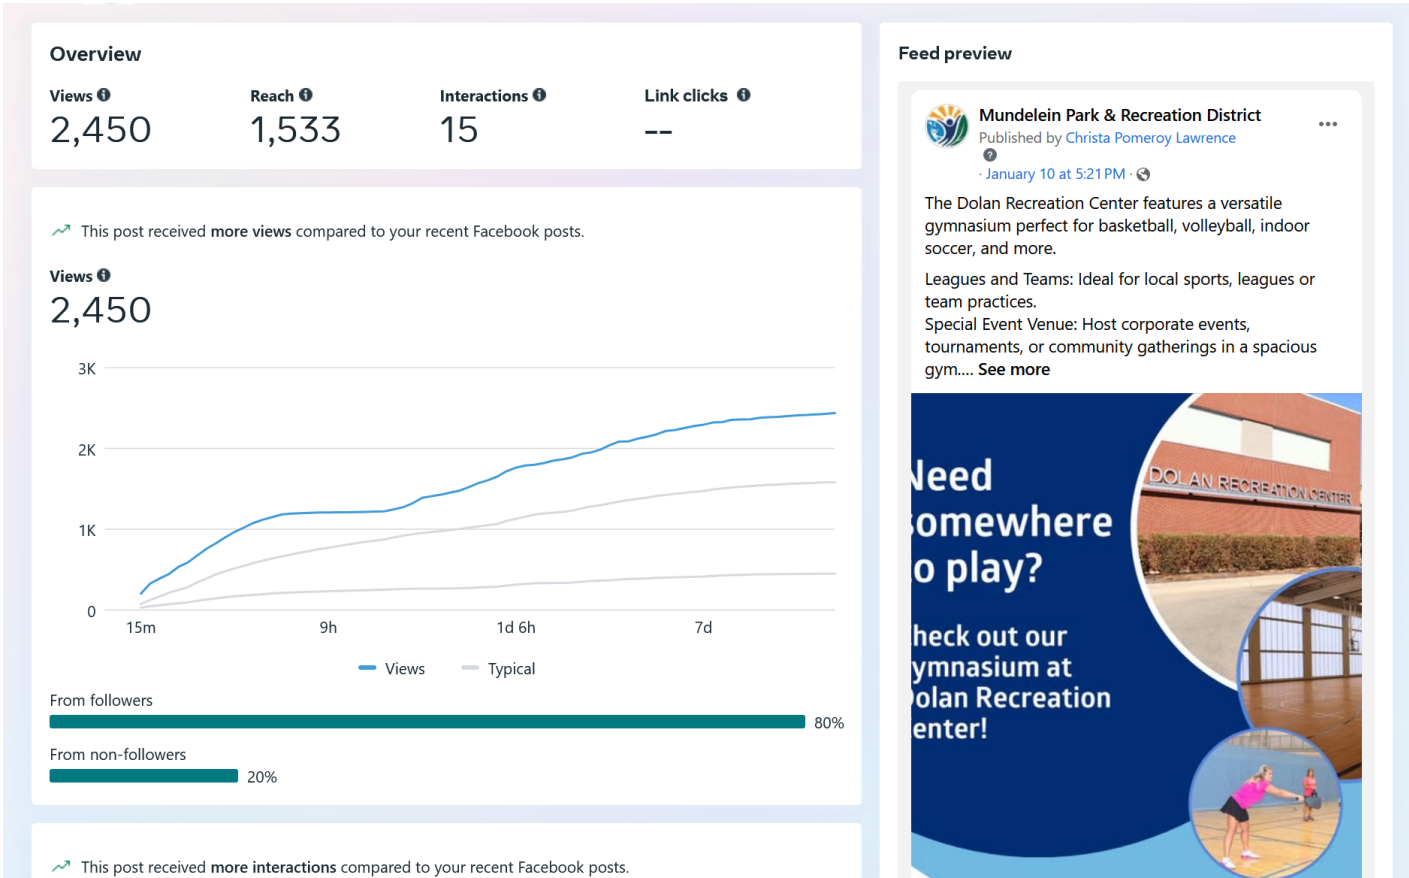 Overview
Views
2,450
Reach
1,533
Interactions
15
Link clicks
--
This post received more views compared to your recent Facebook posts.
Views
2,450
3K
2K
1K
0
15m
9h
1d 6h
7d
Views
Typical
From followers
80%
From non-followers
20%
This post received more interactions compared to your recent Facebook posts.
Feed preview
Mundelein Park & Recreation District
Published by Christa Pomeroy Lawrence
· January 10 at 5:21 PM ·
The Dolan Recreation Center features a versatile
gymnasium perfect for basketball, volleyball, indoor
soccer, and more.
Leagues and Teams: Ideal for local sports, leagues or
team practices.
Special Event Venue: Host corporate events,
tournaments, or community gatherings in a spacious
gym.... See more
Need
somewhere
to play?
heck out our
ymnasium at
Dolan Recreation
enter!
DOLAN RECREATION CENTER